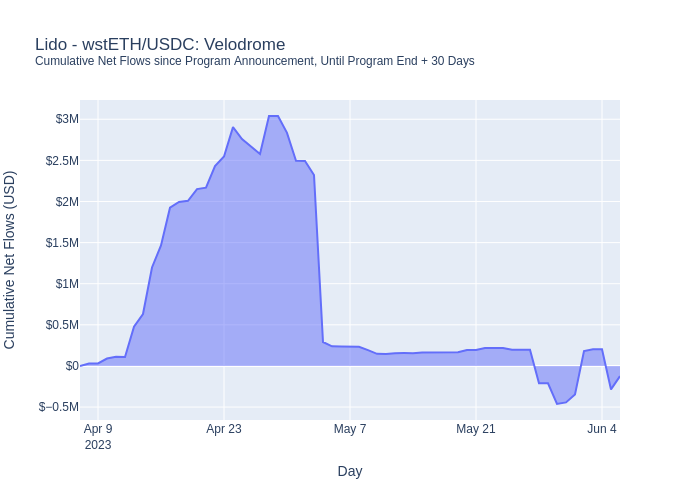 Lido - wstETH/USDC: Velodrome
Cumulative Net Flows since Program Announcement, Until Program End + 30 Days
Cumulative Net Flows (USD)
$3M
$2.5M
$2M
$1.5M
$1M
$0.5M
$0
$−0.5M
Apr 9
2023
Apr 23
May 7
May 21
Jun 4
Day